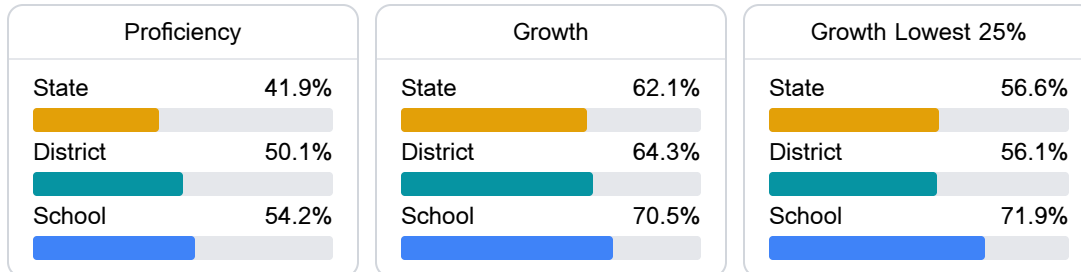 Proficiency
State 41.9%
District 50.1%
School 54.2%
Growth
State 62.1%
District 64.3%
School 70.5%
Growth Lowest 25%
State 56.6%
District 56.1%
School 71.9%